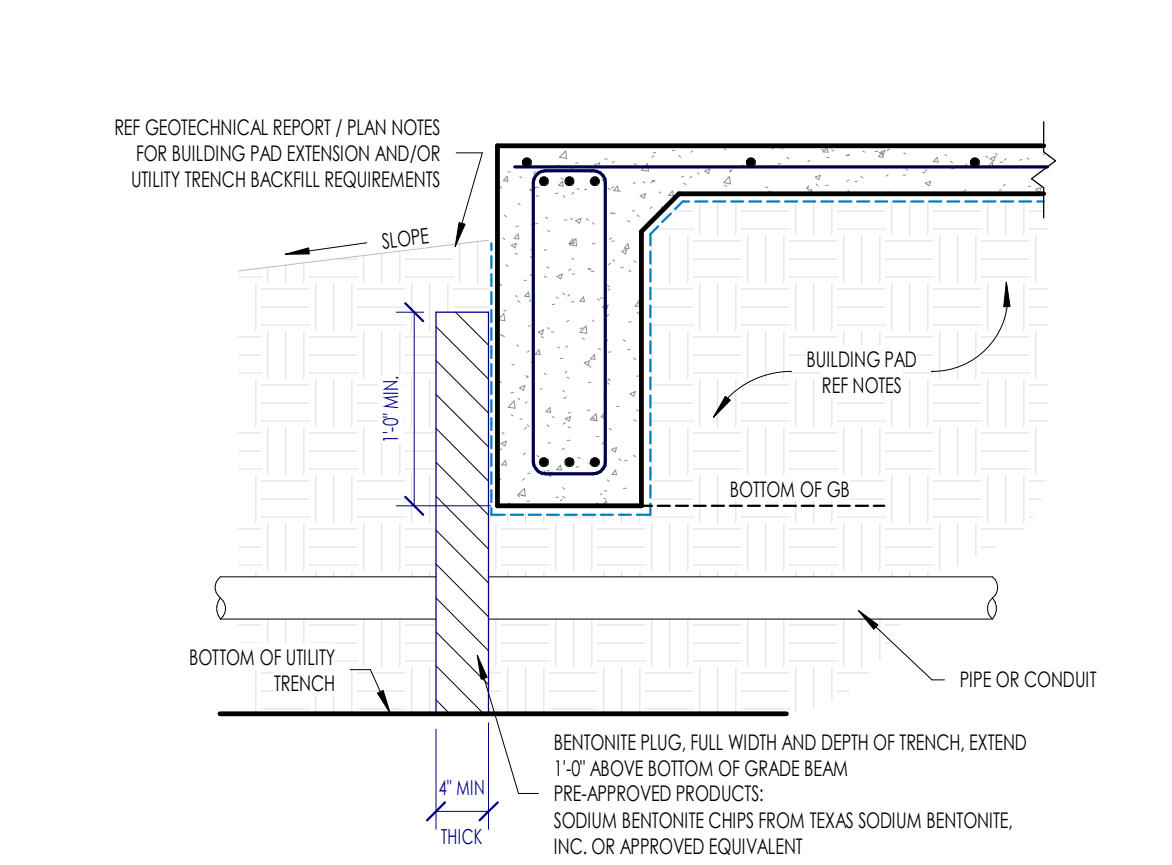 REF GEOTECHNICAL REPORT / PLAN NOTES
FOR BUILDING PAD EXTENSION AND/OR
UTILITY TRENCH BACKFILL REQUIREMENTS
SLOPE
1'-0" MIN.
BUILDING PAD
REF NOTES
BOTTOM OF GB
BOTTOM OF UTILITY
TRENCH
PIPE OR CONDUIT
BENTONITE PLUG, FULL WIDTH AND DEPTH OF TRENCH, EXTEND
1'-0" ABOVE BOTTOM OF GRADE BEAM
PRE-APPROVED PRODUCTS:
SODIUM BENTONITE CHIPS FROM TEXAS SODIUM BENTONITE,
INC. OR APPROVED EQUIVALENT
4" MIN
THICK